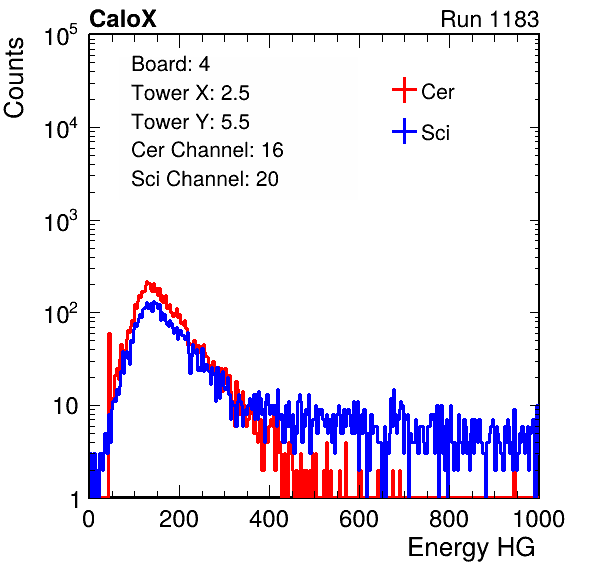 CaloX Run 1183
Counts
Board: 4
Tower X: 2.5
Tower Y: 5.5
Cer Channel: 16
Sci Channel: 20
Cer
Sci
10^5
10^4
10^3
10^2
10
1
0 200 400 600 800 1000
Energy HG